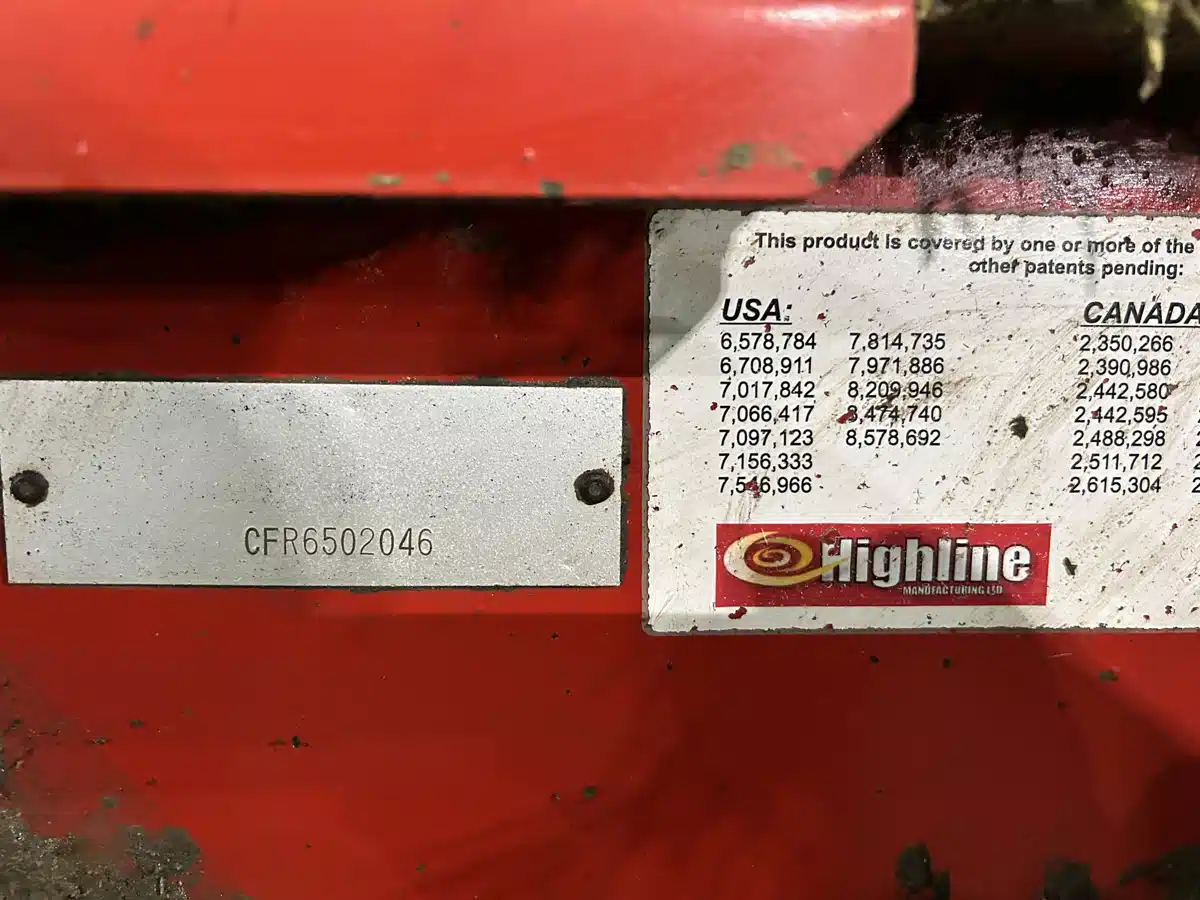 This product is covered by one or more of the
other patents pending:
USA:
6,578,784 7,814,735
6,708,911 7,971,886
7,017,842 8,209,946
7,066,417 8,474,740
7,097,123 8,578,692
7,156,333
7,546,966
CANADA
2,350,266
2,390,986
2,442,580
2,442,595
2,488,298
2,511,712
2,615,304
CFR6502046
Highline
MANUFACTURING LTD